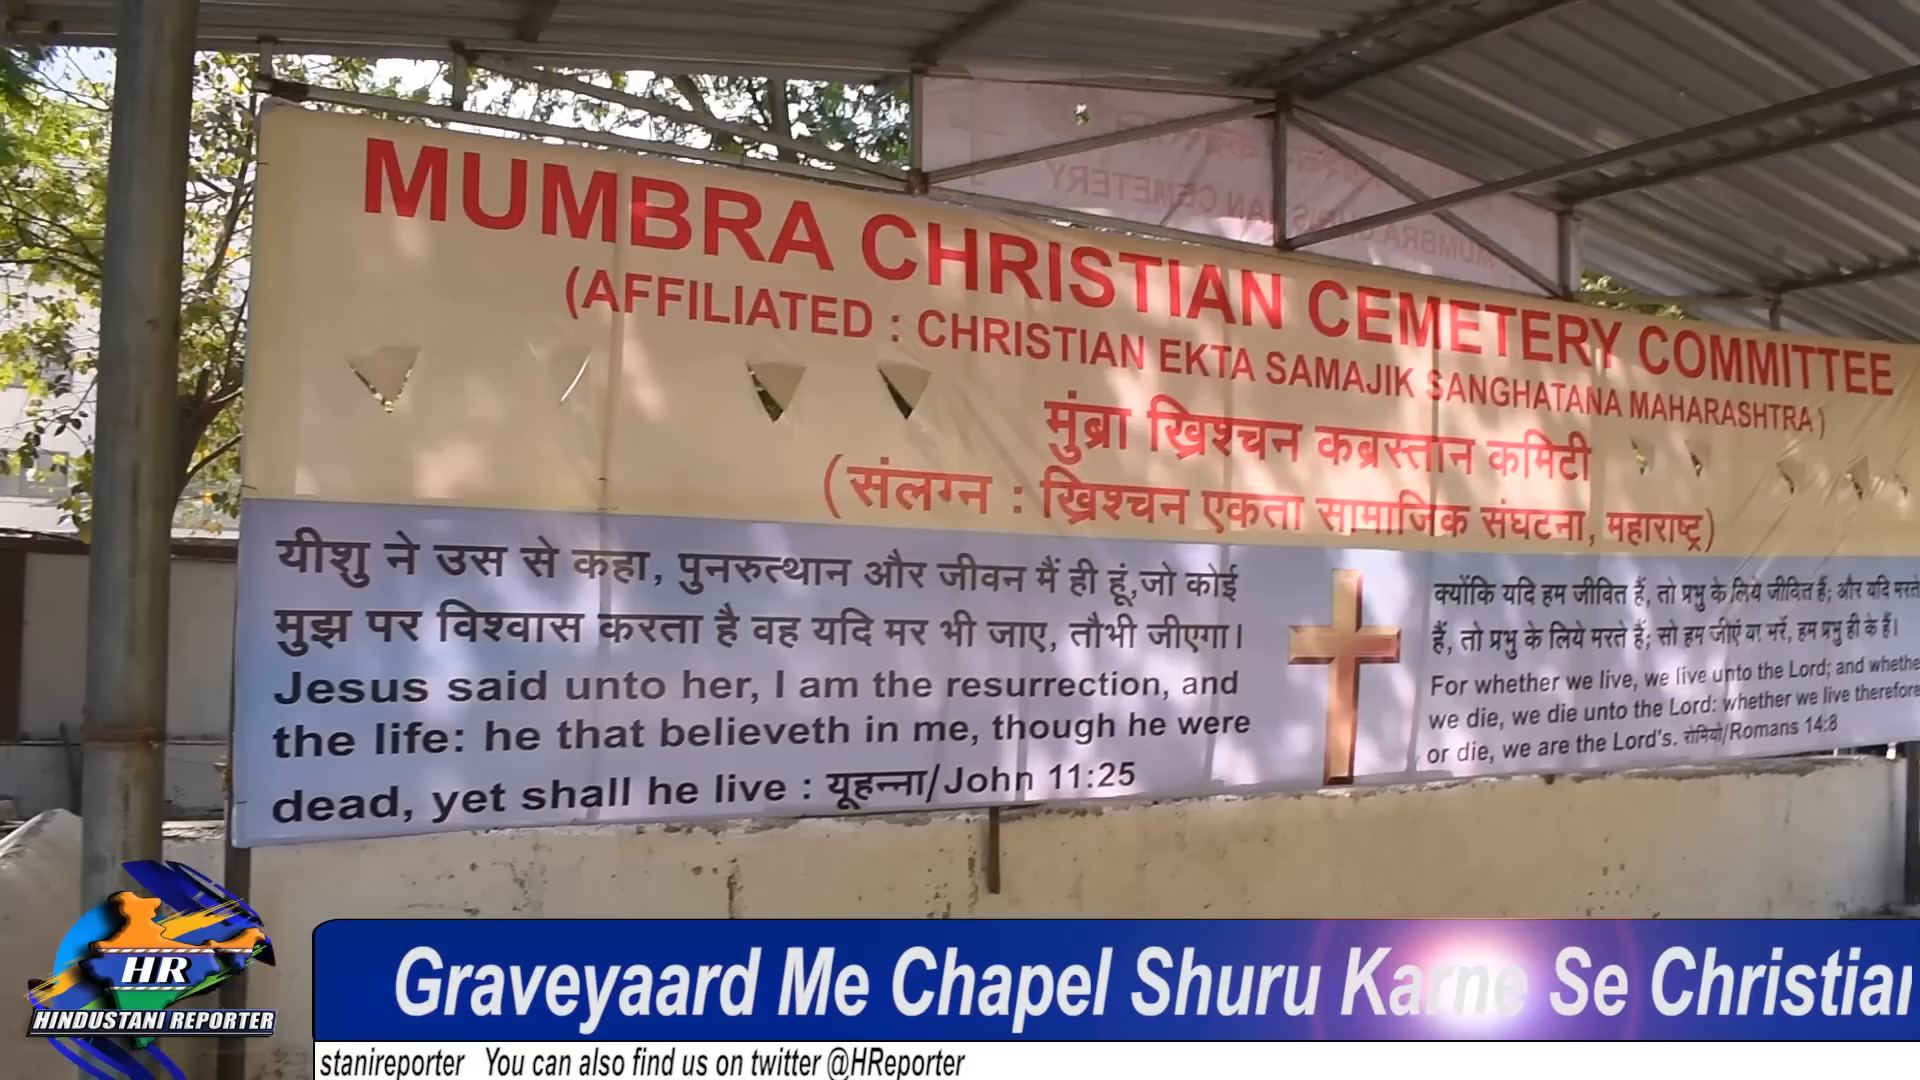 MUMBRA CHRISTIAN CEMETERY
MUMBRA CHRISTIAN CEMETERY COMMITTEE
(AFFILIATED : CHRISTIAN EKTA SAMAJIK SANGHATANA MAHARASHTRA)
मुंब्रा ख्रिश्चन कब्रस्तान कमिटी
(संलग्न : ख्रिश्चन एकता सामाजिक संघटना, महाराष्ट्र)
यीशु ने उस से कहा, पुनरुत्थान और जीवन मैं ही हूं,जो कोई
मुझ पर विश्वास करता है वह यदि मर भी जाए, तौभी जीएगा।
Jesus said unto her, I am the resurrection, and
the life: he that believeth in me, though he were
dead, yet shall he live : यूहन्ना/John 11:25
क्योंकि यदि हम जीवित हैं, तो प्रभु के लिये जीवित हैं; और यदि मरते
हैं, तो प्रभु के लिये मरते हैं; सो हम जीएं या मरें, हम प्रभु ही के हैं।
For whether we live, we live unto the Lord; and whethe
we die, we die unto the Lord: whether we live therefore
or die, we are the Lord's. रोमियो/Romans 14:8
HR
HINDUSTANI REPORTER
Graveyaard Me Chapel Shuru Karne Se Christian
stanireporter You can also find us on twitter @HReporter